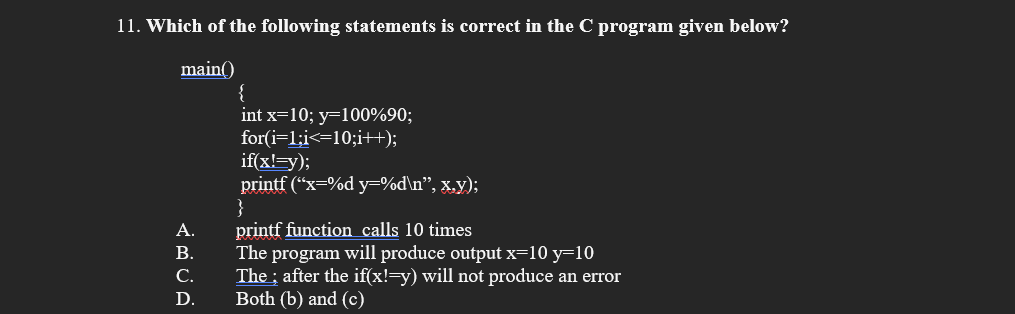 11. Which of the following statements is correct in the C program given below?
main()
{
int x=10; y=100%90;
for(i=1;i<=10;i++);
if(x!=y);
printf (“x=%d y=%d\n”, x,y);
}
A. printf function calls 10 times
B. The program will produce output x=10 y=10
C. The ; after the if(x!=y) will not produce an error
D. Both (b) and (c)